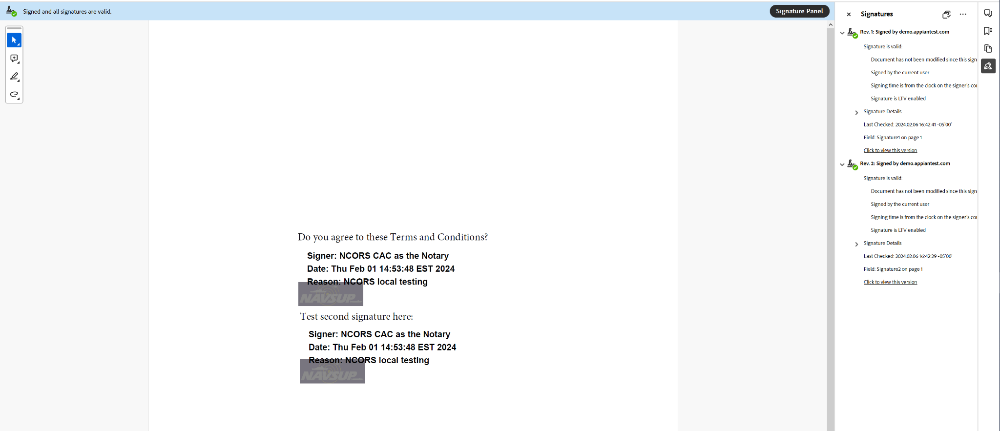 Signed and all signatures are valid.
Signature Panel
Do you agree to these Terms and Conditions?
Signer: NCORS CAC as the Notary
Date: Thu Feb 01 14:53:48 EST 2024
Reason: NCORS local testing
NAVSUP
Test second signature here:
Signer: NCORS CAC as the Notary
Date: Thu Feb 01 14:53:48 EST 2024
Reason: NCORS local testing
NAVSUP
Signatures
Rev. 1: Signed by demo.appiantest.com
Signature is valid:
Document has not been modified since this sign
Signed by the current user
Signing time is from the clock on the signer's co
Signature is LTV enabled
Signature Details
Last Checked: 2024.02.06 16:42:41 -05'00'
Field: Signature1 on page 1
Click to view this version
Rev. 2: Signed by demo.appiantest.com
Signature is valid:
Document has not been modified since this sign
Signed by the current user
Signing time is from the clock on the signer's co
Signature is LTV enabled
Signature Details
Last Checked: 2024.02.06 16:42:29 -05'00'
Field: Signature2 on page 1
Click to view this version